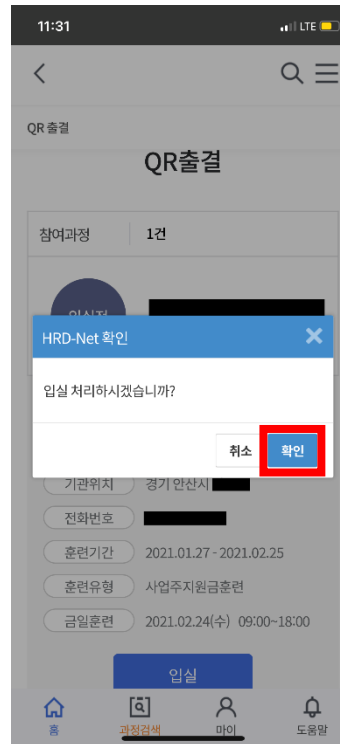 11:31
LTE
QR 출결
QR출결
참여과정 1건
입실전
HRD-Net 확인
입실 처리하시겠습니까?
취소 확인
기관위치 경기 안산시
전화번호
훈련기간 2021.01.27 - 2021.02.25
훈련유형 사업주지원금훈련
금일훈련 2021.02.24(수) 09:00~18:00
입실
홈 과정검색 마이 도움말